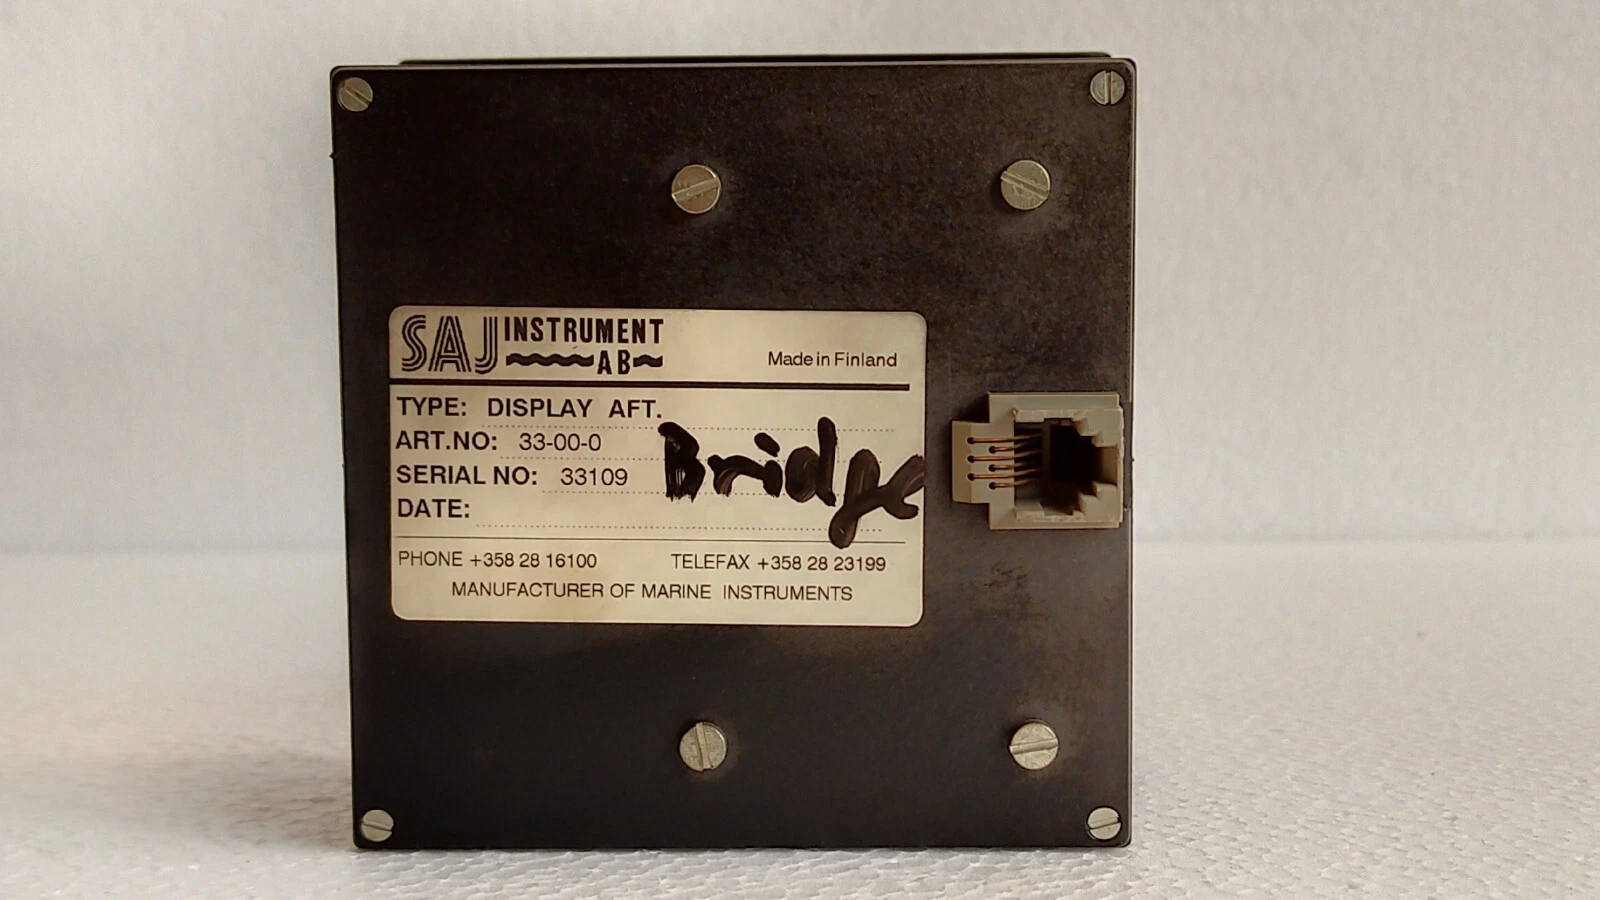 SAJ INSTRUMENT AB
Made in Finland
TYPE: DISPLAY AFT.
ART.NO: 33-00-0
SERIAL NO: 33109
Bridge
DATE:
PHONE +358 28 16100 TELEFAX +358 28 23199
MANUFACTURER OF MARINE INSTRUMENTS